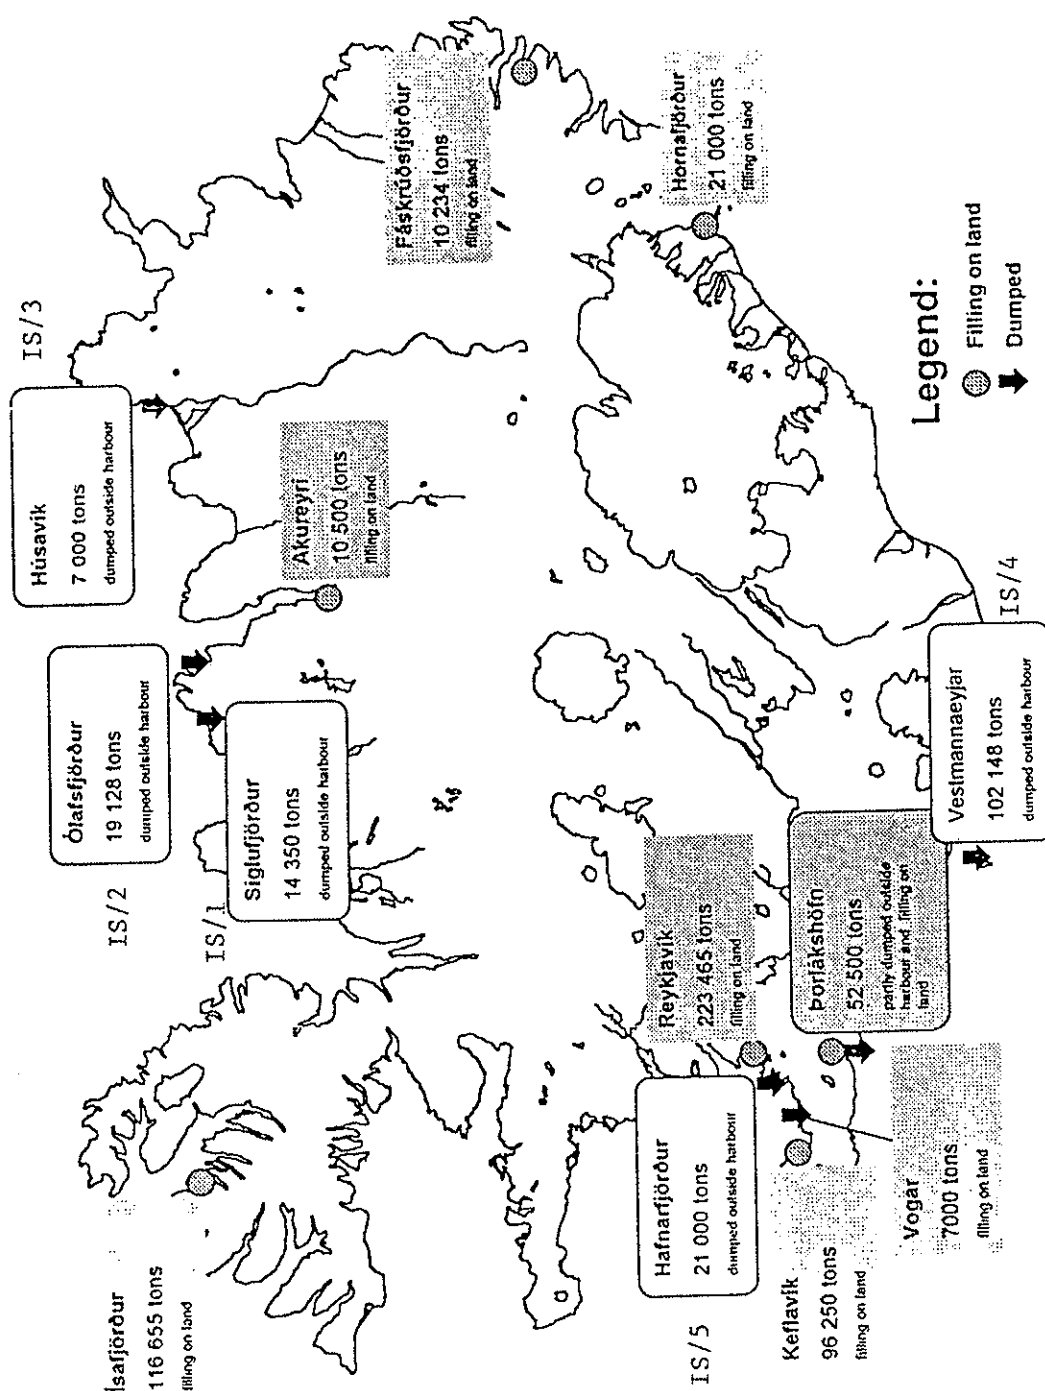 Ísafjörður
116 655 tons
filling on land
IS/2
Ólafsfjörður
19 128 tons
dumped outside harbour
IS/3
Húsavik
7 000 tons
dumped outside harbour
IS/1
Siglufjörður
14 350 tons
dumped outside harbour
Akureyri
10 500 tons
filling on land
Fáskrúðsfjörður
10 234 tons
filling on land
IS/5
Hafnarfjörður
21 000 tons
dumped outside harbour
Reykjavik
223 465 tons
filling on land
Hornafjörður
21 000 tons
filling on land
Keflavik
96 250 tons
filling on land
Þorlákshöfn
52 500 tons
partly dumped outside
harbour and filling on
land
Vogar
7000 tons
filling on land
Vestmannaeyjar
102 148 tons
dumped outside harbour
IS/4
Legend:
Filling on land
Dumped